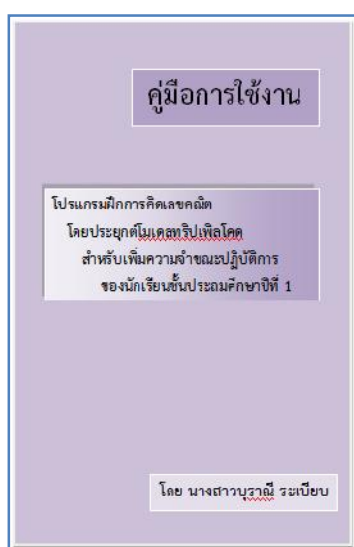 คู่มือการใช้งาน
โปรแกรมฝึกการคิดเลขคณิต
โดยประยุกต์โมเดลทริปเพิลโคด
สำหรับเพิ่มความจำขณะปฏิบัติการ
ของนักเรียนชั้นประถมศึกษาปีที่ 1
โดย นางสาวบุราณี ระเบียบ